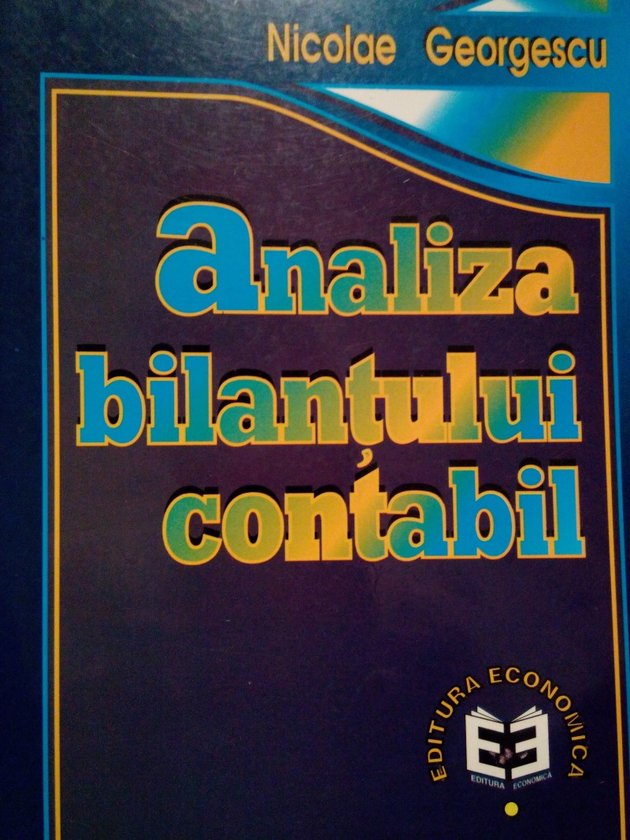 Nicolae Georgescu
analiza
bilanțului
contabil
EDITURA ECONOMICA
EDITURA ECONOMICA